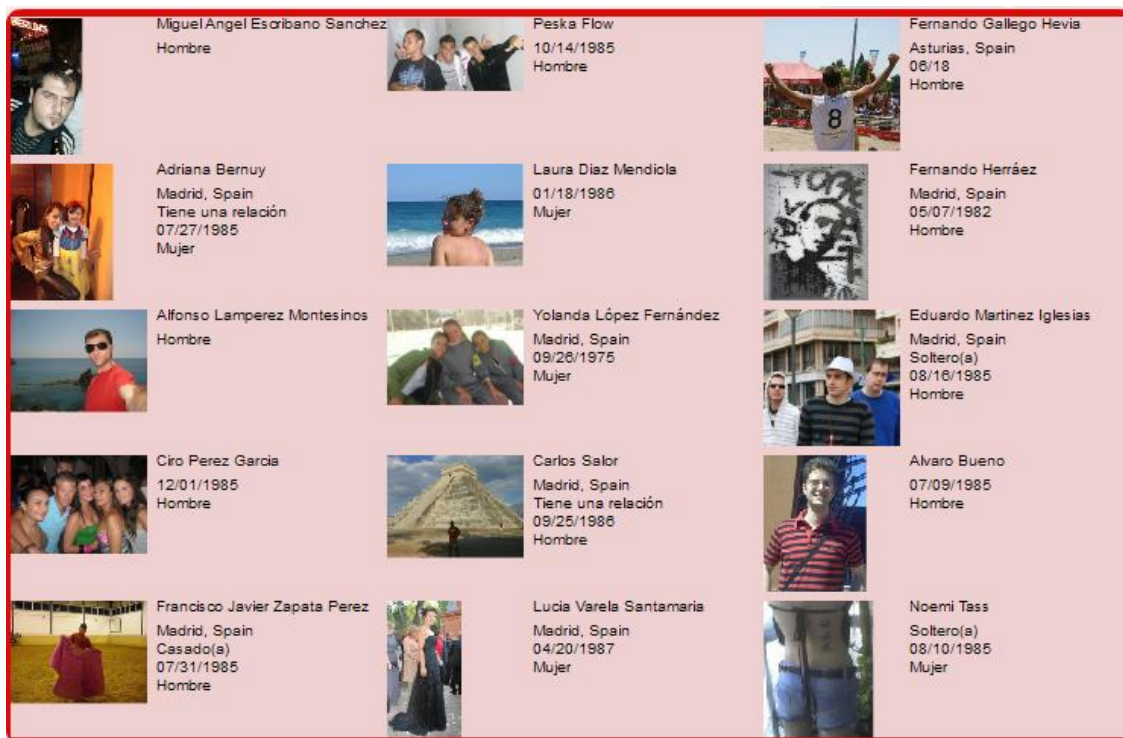 Miguel Angel Escribano Sanchez
Hombre
Peska Flow
10/14/1985
Hombre
Fernando Gallego Hevia
Asturias, Spain
06/18
Hombre
8
Adriana Bernuy
Madrid, Spain
Tiene una relación
07/27/1985
Mujer
Laura Diaz Mendiola
01/18/1986
Mujer
Fernando Herráez
Madrid, Spain
05/07/1982
Hombre
Alfonso Lamperez Montesinos
Hombre
Yolanda López Fernández
Madrid, Spain
09/26/1975
Mujer
Eduardo Martinez Iglesias
Madrid, Spain
Soltero(a)
08/16/1985
Hombre
Ciro Perez Garcia
12/01/1985
Hombre
Carlos Salor
Madrid, Spain
Tiene una relación
09/25/1986
Hombre
Alvaro Bueno
07/09/1985
Hombre
Francisco Javier Zapata Perez
Madrid, Spain
Casado(a)
07/31/1985
Hombre
Lucia Varela Santamaria
Madrid, Spain
04/20/1987
Mujer
Noemi Tass
Soltero(a)
08/10/1985
Mujer